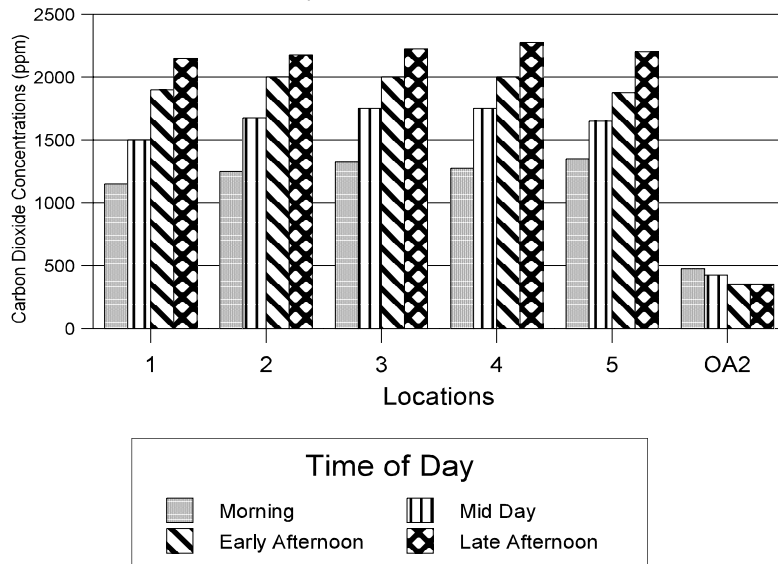 2500
2000
1500
1000
500
0
Carbon Dioxide Concentrations (ppm)
1 2 3 4 5 OA2
Locations
Time of Day
Morning Mid Day
Early Afternoon Late Afternoon